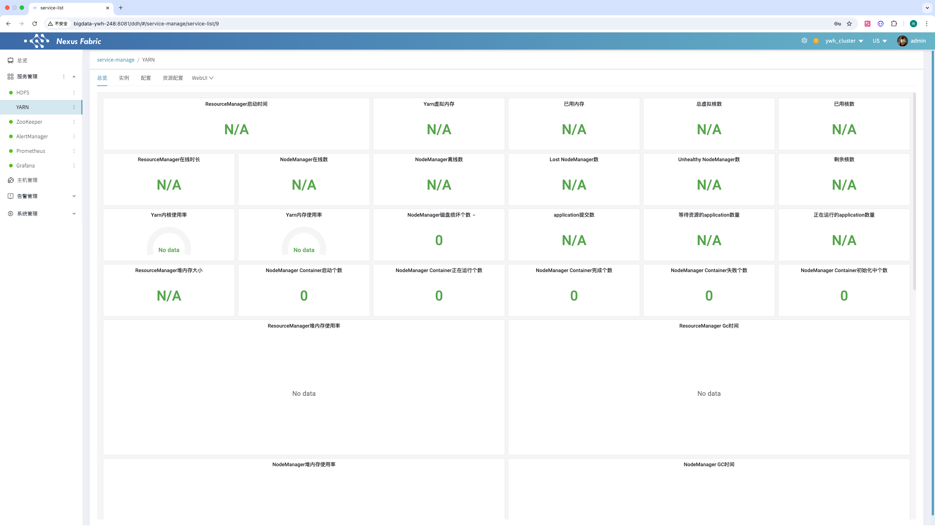 service-list
不安全
bigdata-ywh-248:8081/ddh/#/service-manage/service-list/9
Nexus Fabric
ywh_cluster
US
admin
总览
服务管理
HDFS
YARN
ZooKeeper
AlertManager
Prometheus
Grafana
主机管理
告警管理
系统管理
service-manage / YARN
总览 实例 配置 资源配置 WebUI
ResourceManager启动时间
N/A
Yarn虚拟内存
N/A
已用内存
N/A
总虚拟核数
N/A
已用核数
N/A
ResourceManager在线时长
N/A
NodeManager在线数
N/A
NodeManager离线数
N/A
Lost NodeManager数
N/A
Unhealthy NodeManager数
N/A
剩余核数
N/A
Yarn内核使用率
No data
Yarn内存使用率
No data
NodeManager磁盘损坏个数
0
application提交数
N/A
等待资源的application数量
N/A
正在运行的application数量
N/A
ResourceManager堆内存大小
N/A
NodeManager Container启动个数
0
NodeManager Container正在运行个数
0
NodeManager Container完成个数
0
NodeManager Container失败个数
0
NodeManager Container初始化中个数
0
ResourceManager堆内存使用率
No data
ResourceManager Gc时间
No data
NodeManager堆内存使用率
NodeManager GC时间